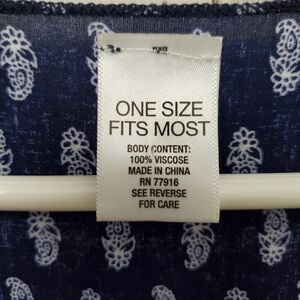 ONE SIZE
FITS MOST
BODY CONTENT:
100% VISCOSE
MADE IN CHINA
RN 77916
SEE REVERSE
FOR CARE